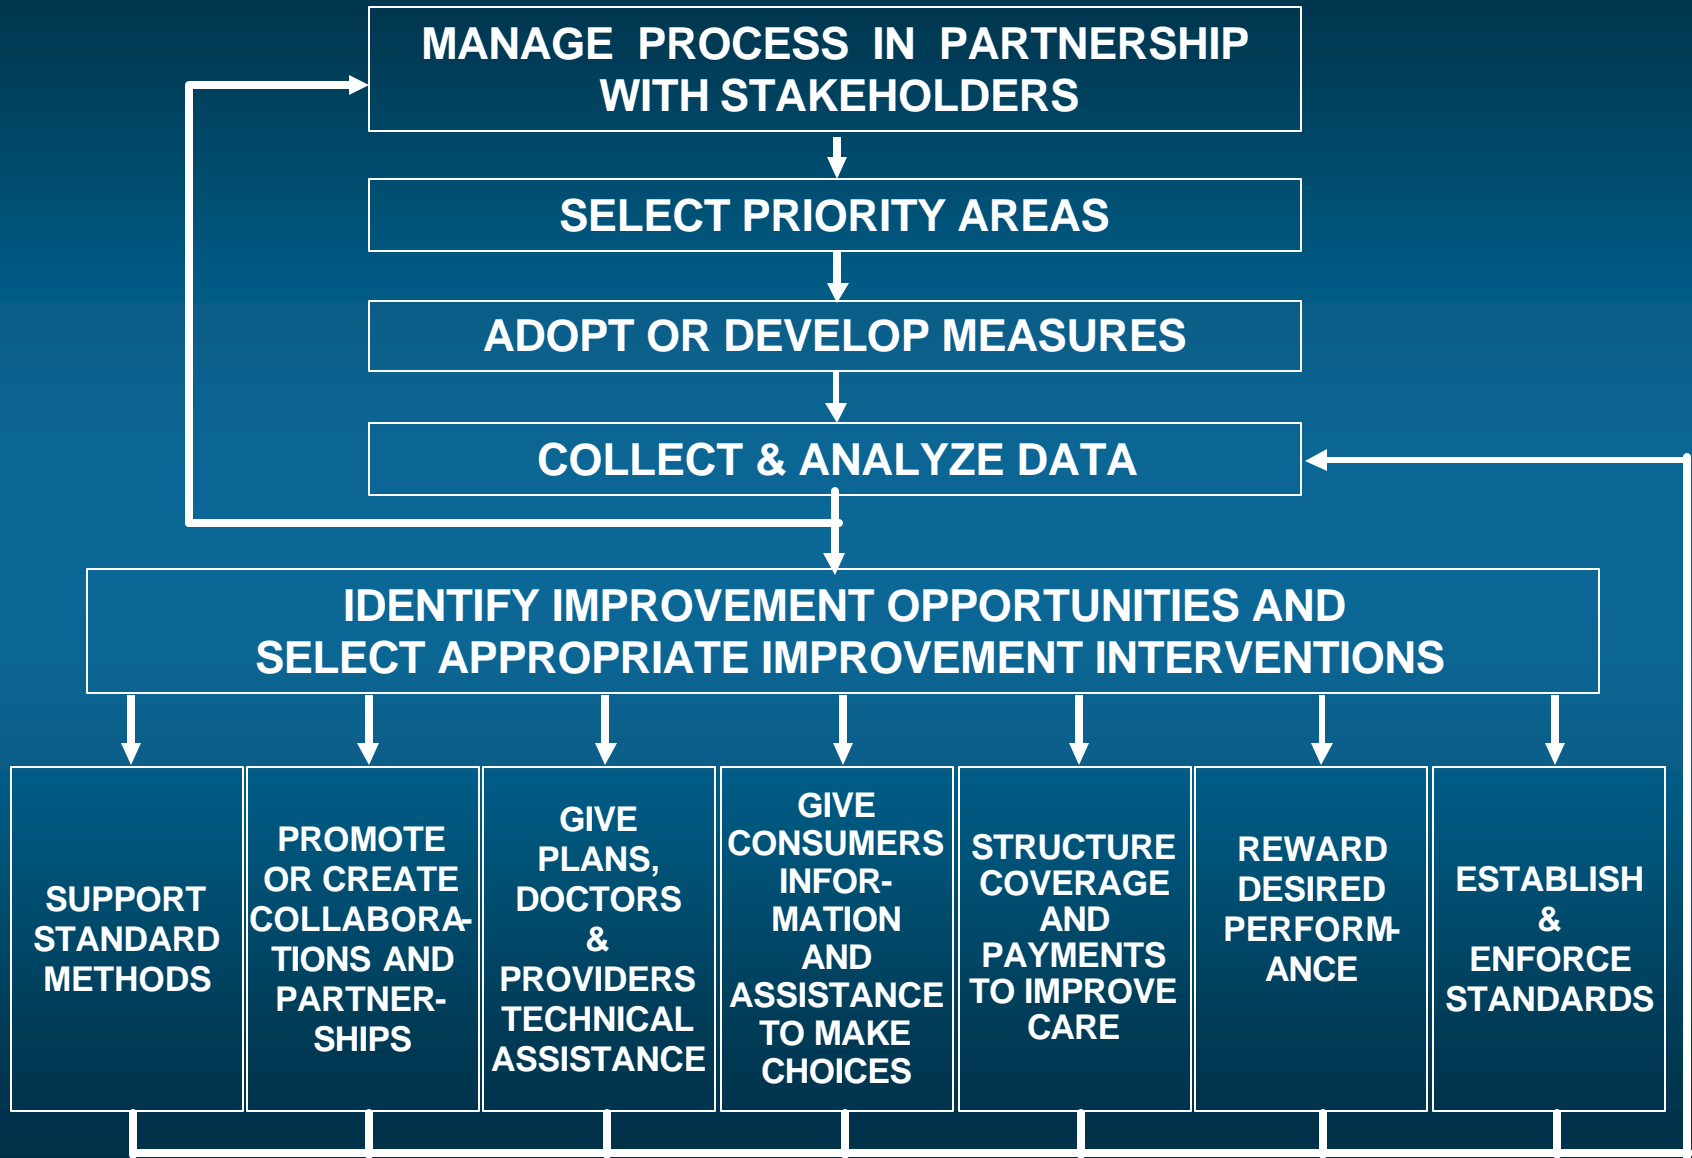 MANAGE PROCESS IN PARTNERSHIP
WITH STAKEHOLDERS
SELECT PRIORITY AREAS
ADOPT OR DEVELOP MEASURES
COLLECT & ANALYZE DATA
IDENTIFY IMPROVEMENT OPPORTUNITIES AND
SELECT APPROPRIATE IMPROVEMENT INTERVENTIONS
SUPPORT
STANDARD
METHODS
PROMOTE
OR CREATE
COLLABORA-
TIONS AND
PARTNER-
SHIPS
GIVE
PLANS,
DOCTORS
&
PROVIDERS
TECHNICAL
ASSISTANCE
GIVE
CONSUMERS
INFOR-
MATION
AND
ASSISTANCE
TO MAKE
CHOICES
STRUCTURE
COVERAGE
AND
PAYMENTS
TO IMPROVE
CARE
REWARD
DESIRED
PERFORM-
ANCE
ESTABLISH
&
ENFORCE
STANDARDS